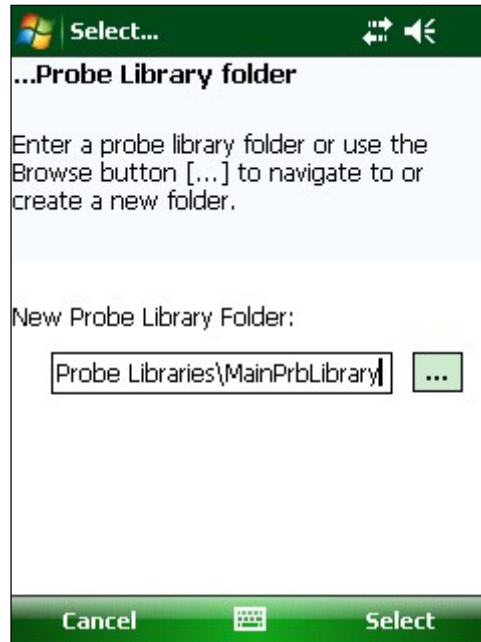 Select...
...Probe Library folder
Enter a probe library folder or use the
Browse button [...] to navigate to or
create a new folder.
New Probe Library Folder:
Probe Libraries\MainPrbLibrary
...
Cancel
Select